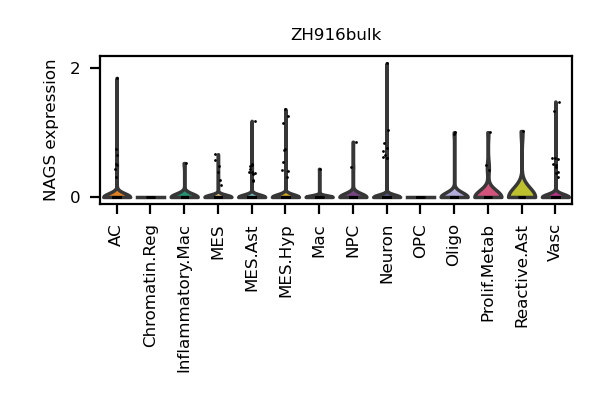 ZH916bulk
NAGS expression
2
0
AC
Chromatin.Reg
Inflammatory.Mac
MES
MES.Ast
MES.Hyp
Mac
NPC
Neuron
OPC
Oligo
Prolif.Metab
Reactive.Ast
Vasc